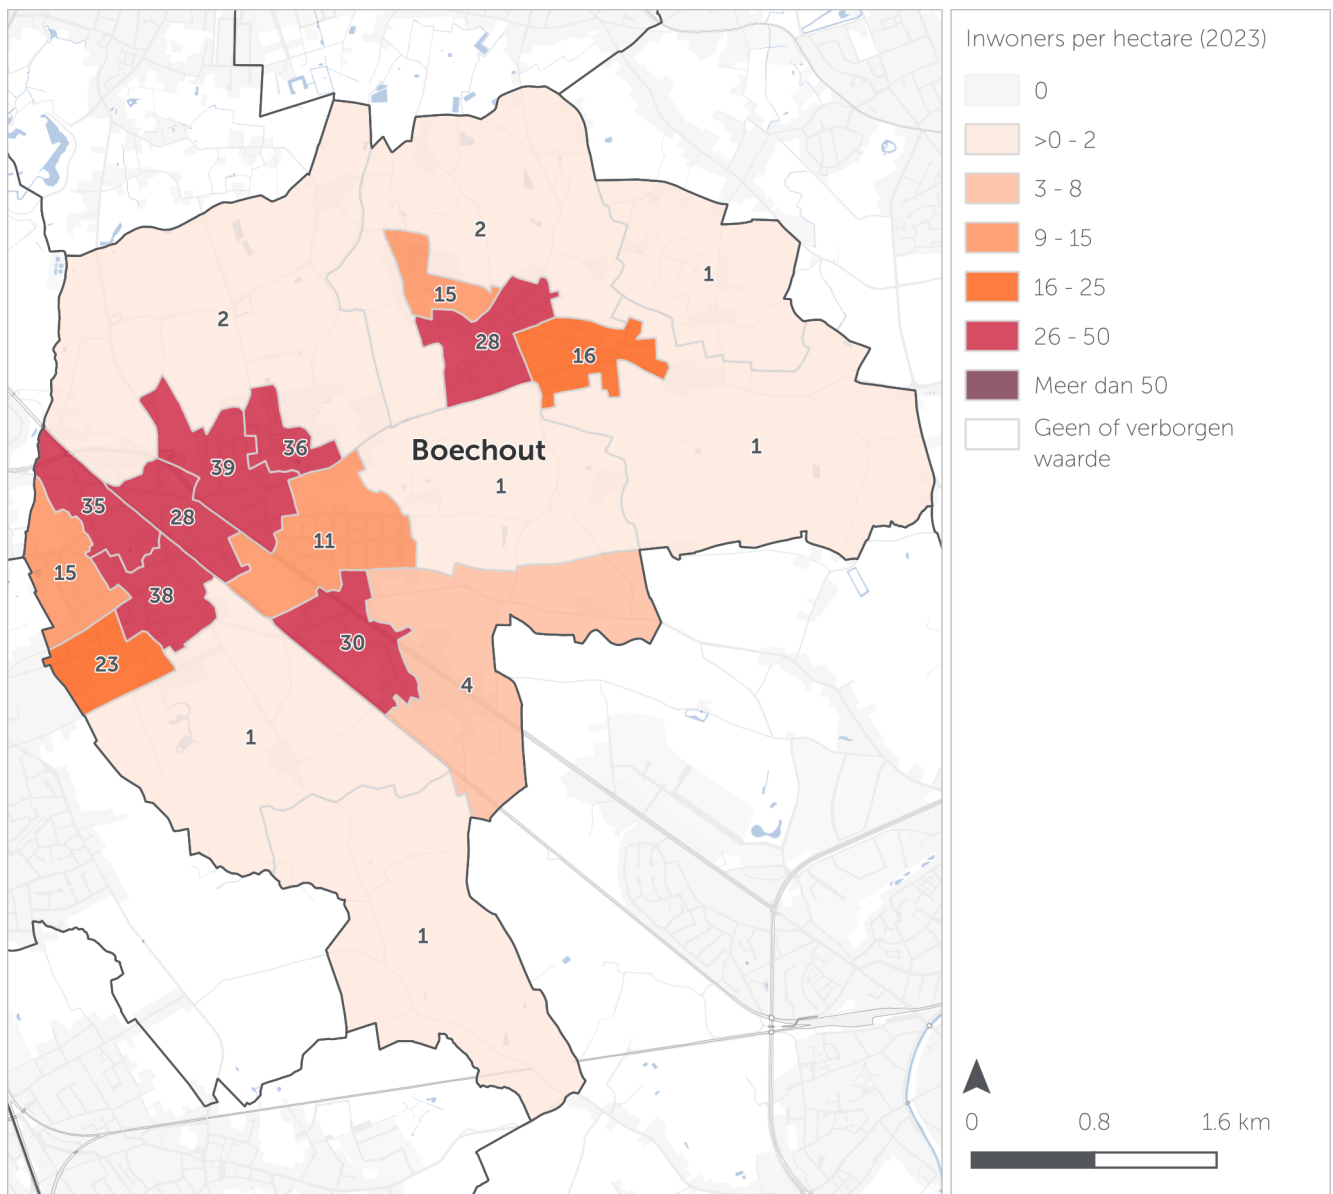 Inwoners per hectare (2023)
0
>0 - 2
3 - 8
9 - 15
16 - 25
26 - 50
Meer dan 50
Geen of verborgen
waarde
2
1
15
2
28
16
36
Boechout
1
39
1
35
28
11
15
38
30
23
4
1
1
0 0.8 1.6 km